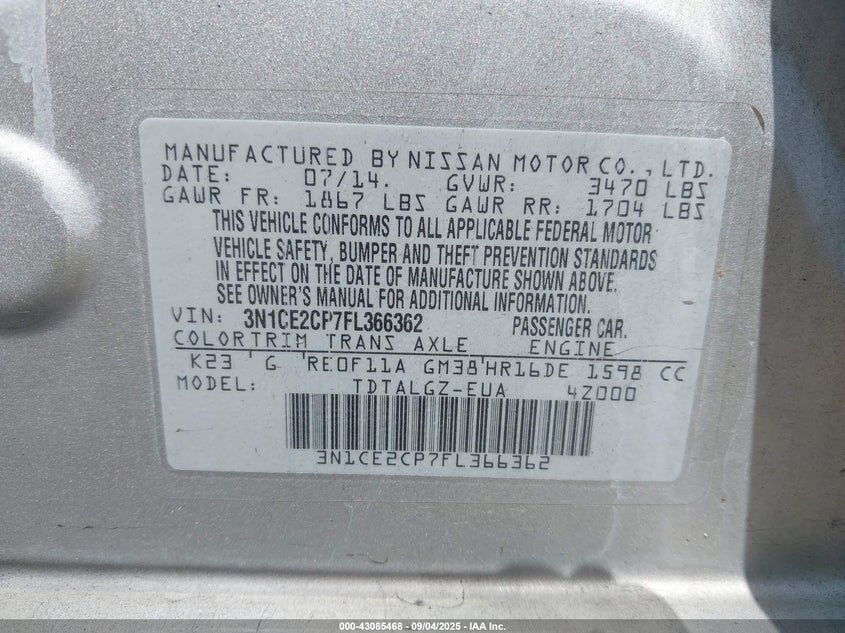 MANUFACTURED BY NISSAN MOTOR CO., LTD.
DATE: 07/14. GVWR: 3470 LBS
GAWR FR: 1867 LBS GAWR RR: 1704 LBS
THIS VEHICLE CONFORMS TO ALL APPLICABLE FEDERAL MOTOR
VEHICLE SAFETY, BUMPER AND THEFT PREVENTION STANDARDS
IN EFFECT ON THE DATE OF MANUFACTURE SHOWN ABOVE.
SEE OWNER'S MANUAL FOR ADDITIONAL INFORMATION.
VIN: 3N1CE2CP7FL366362 PASSENGER CAR.
COLOR TRIM TRANS AXLE ENGINE
K23 ' G RE0F11A GM38 HR16DE 1598 CC
MODEL: TDTALGZ-EUA 4Z000
3N1CE2CP7FL366362
000-43085468 - 09/04/2025 - IAA Inc.